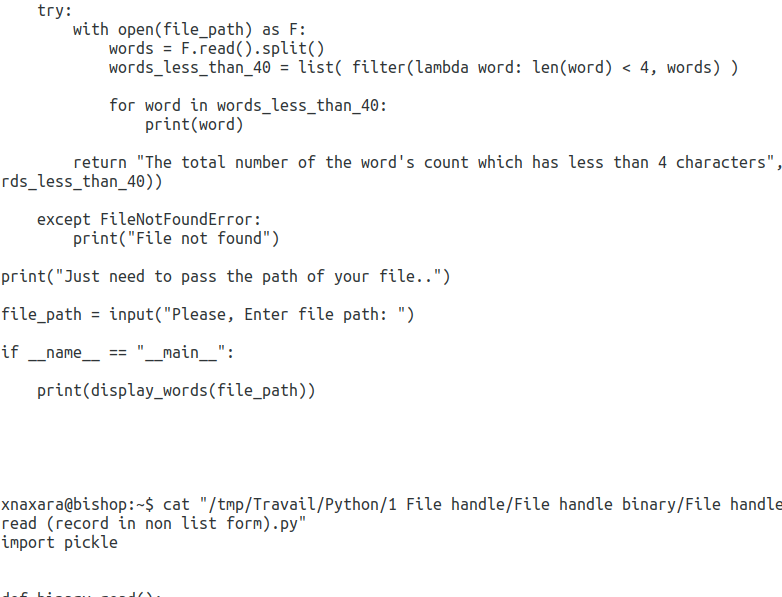 try:
        with open(file_path) as F:
            words = F.read().split()
            words_less_than_40 = list( filter(lambda word: len(word) < 4, words) )
            for word in words_less_than_40:
                print(word)
        return "The total number of the word's count which has less than 4 characters",
rds_less_than_40))
    except FileNotFoundError:
        print("File not found")
print("Just need to pass the path of your file..")
file_path = input("Please, Enter file path: ")
if __name__ == "__main__":
    print(display_words(file_path))
xnaxara@bishop:~$ cat "/tmp/Travail/Python/1 File handle/File handle binary/File handle
read (record in non list form).py"
import pickle
def binary_read():